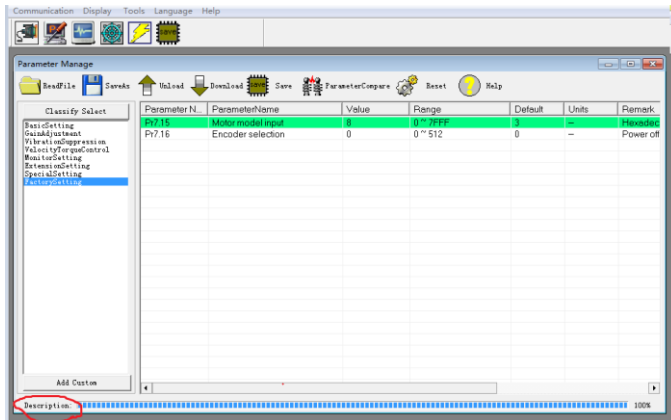 Communication Display Tools Language Help
save
Parameter Manage
ReadFile SaveAs Unload Download save Save ParameterCompare Reset ? Help
Classify Select Parameter N... ParameterName Value Range Default Units Remark
BasicSetting
GainAdjustment
VibrationSuppression
VelocityTorqueControl
MonitorSetting
ExtensionSetting
SpecialSetting
FactorySetting
Pr7.15 Motor model input 8 0 ~ 7FFF 3 -- Hexadec
Pr7.16 Encoder selection 0 0 ~ 512 0 -- Power off
Add Custom
Description: 100%